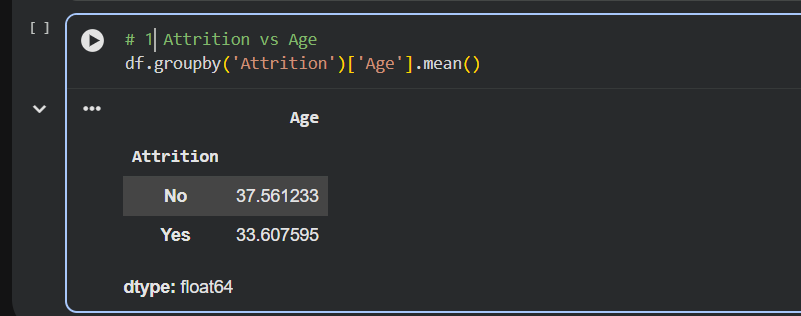 [ ]
# 1 Attrition vs Age
df.groupby('Attrition')['Age'].mean()
Age
Attrition
No 37.561233
Yes 33.607595
dtype: float64